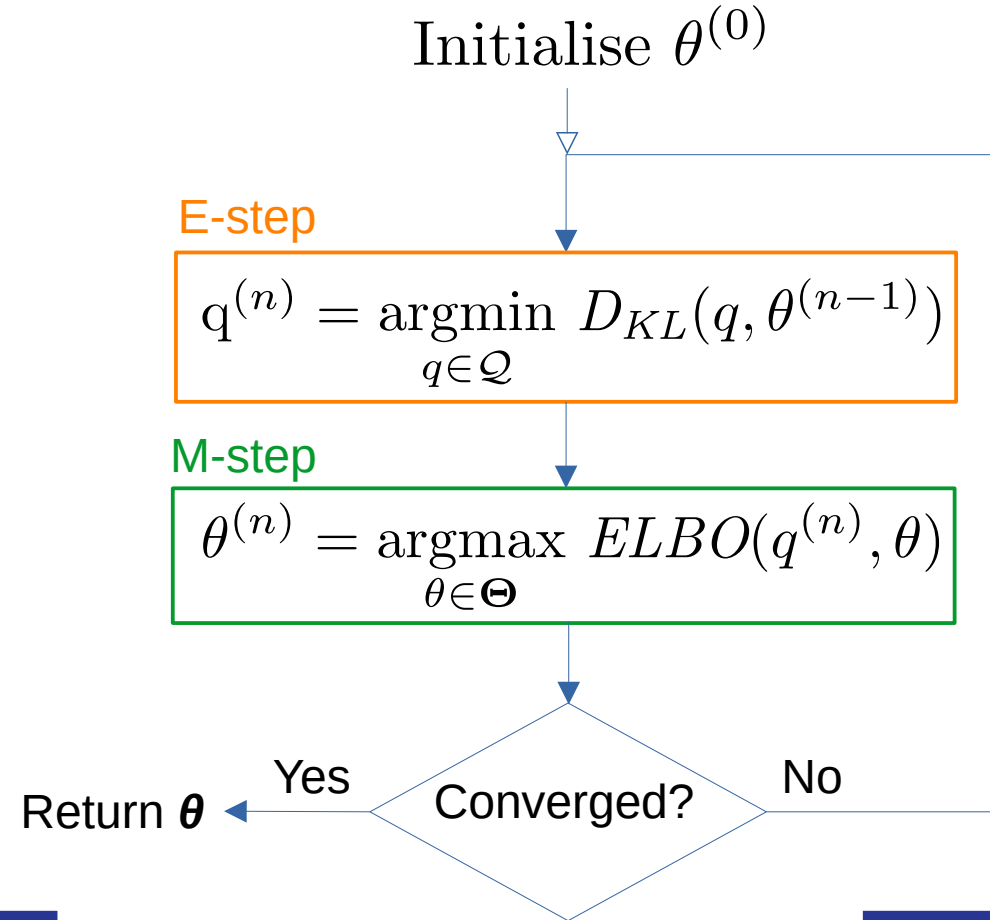 Initialise θ^(0)
E-step
q^(n) = argmin D_KL(q, θ^(n−1))
q∈𝒬
M-step
θ^(n) = argmax ELBO(q^(n), θ)
θ∈Θ
Yes
No
Converged?
Return θ